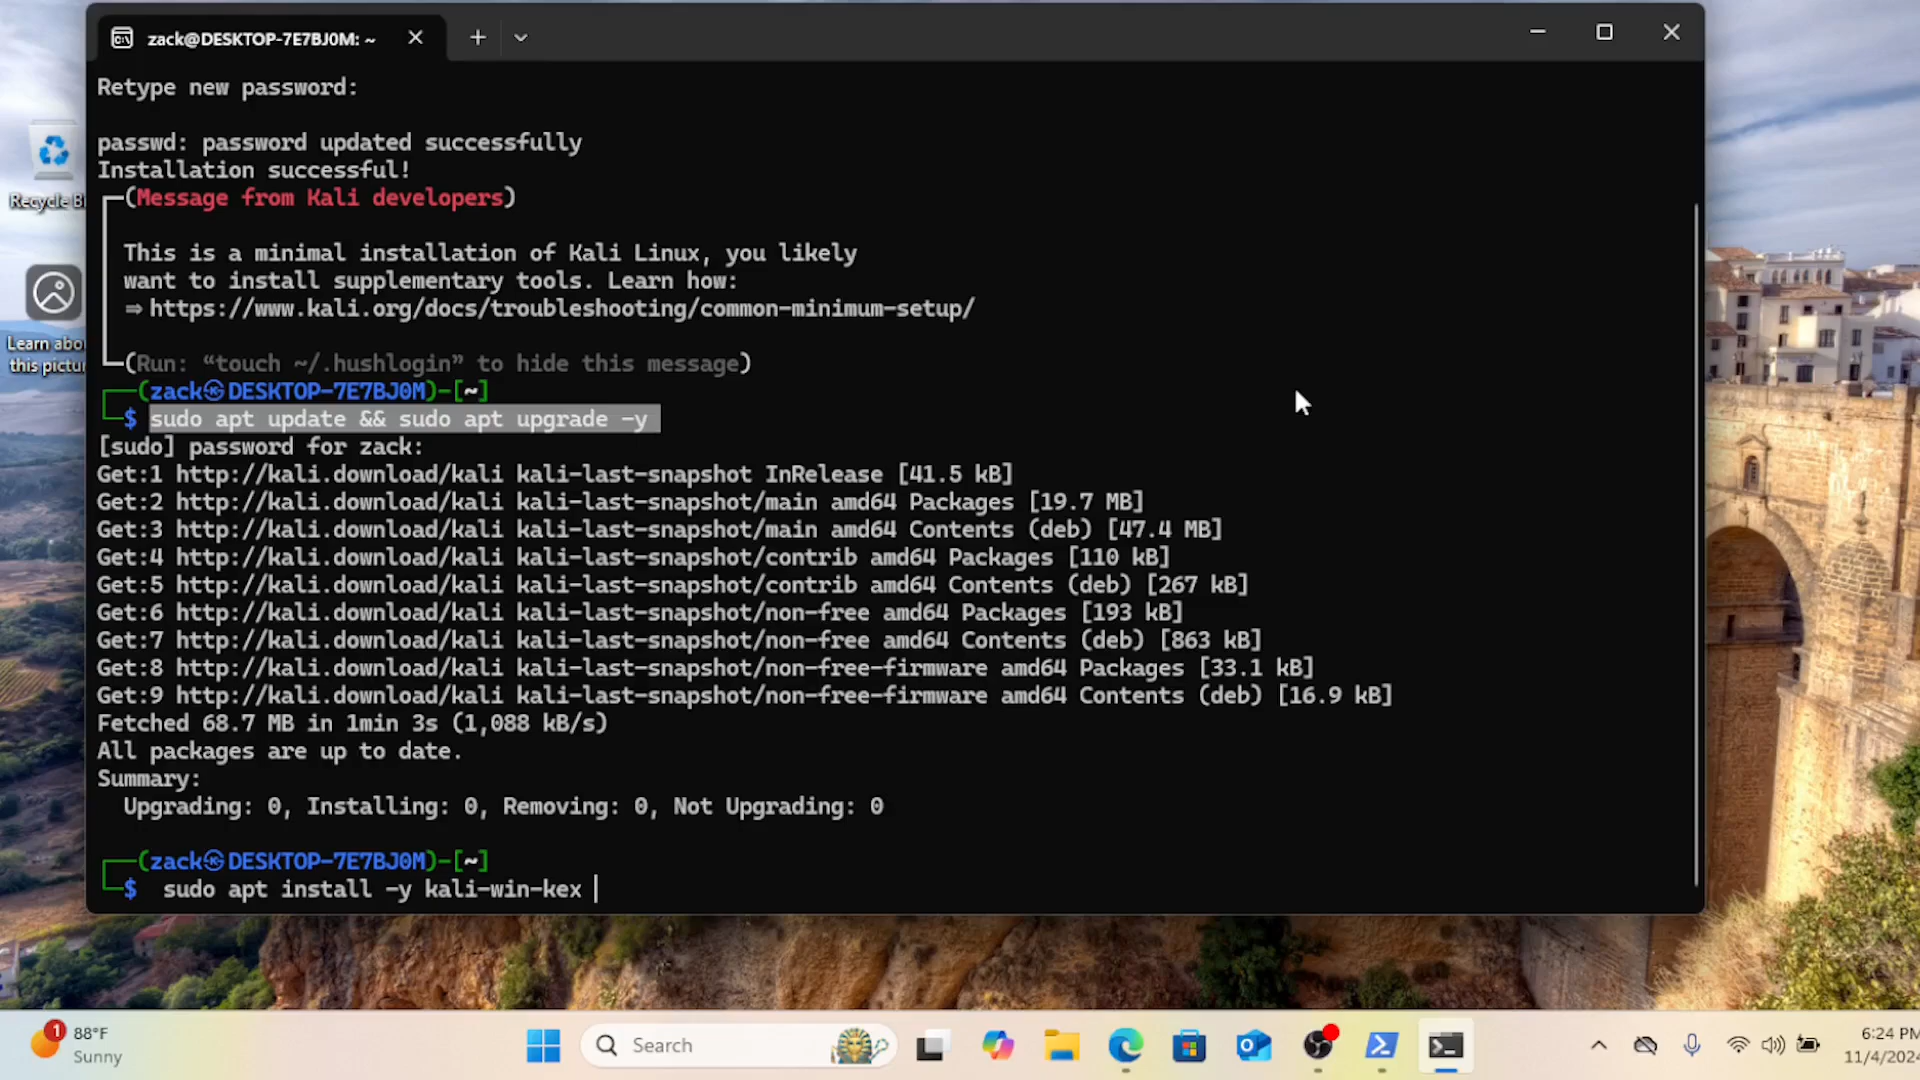 zack@DESKTOP-7E7BJ0M: ~
Retype new password:
passwd: password updated successfully
Installation successful!
┏━(Message from Kali developers)
┃
┃ This is a minimal installation of Kali Linux, you likely
┃ want to install supplementary tools. Learn how:
┃ ⇒ https://www.kali.org/docs/troubleshooting/common-minimum-setup/
┃
┗━(Run: “touch ~/.hushlogin” to hide this message)
┌──(zack㉿DESKTOP-7E7BJ0M)-[~]
└─$ sudo apt update && sudo apt upgrade -y
[sudo] password for zack:
Get:1 http://kali.download/kali kali-last-snapshot InRelease [41.5 kB]
Get:2 http://kali.download/kali kali-last-snapshot/main amd64 Packages [19.7 MB]
Get:3 http://kali.download/kali kali-last-snapshot/main amd64 Contents (deb) [47.4 MB]
Get:4 http://kali.download/kali kali-last-snapshot/contrib amd64 Packages [110 kB]
Get:5 http://kali.download/kali kali-last-snapshot/contrib amd64 Contents (deb) [267 kB]
Get:6 http://kali.download/kali kali-last-snapshot/non-free amd64 Packages [193 kB]
Get:7 http://kali.download/kali kali-last-snapshot/non-free amd64 Contents (deb) [863 kB]
Get:8 http://kali.download/kali kali-last-snapshot/non-free-firmware amd64 Packages [33.1 kB]
Get:9 http://kali.download/kali kali-last-snapshot/non-free-firmware amd64 Contents (deb) [16.9 kB]
Fetched 68.7 MB in 1min 3s (1,088 kB/s)
All packages are up to date.
Summary:
  Upgrading: 0, Installing: 0, Removing: 0, Not Upgrading: 0
┌──(zack㉿DESKTOP-7E7BJ0M)-[~]
└─$  sudo apt install -y kali-win-kex
Recycle Bi
Learn abo
this pictu
1
88°F
Sunny
Search
6:24 PM
11/4/2024